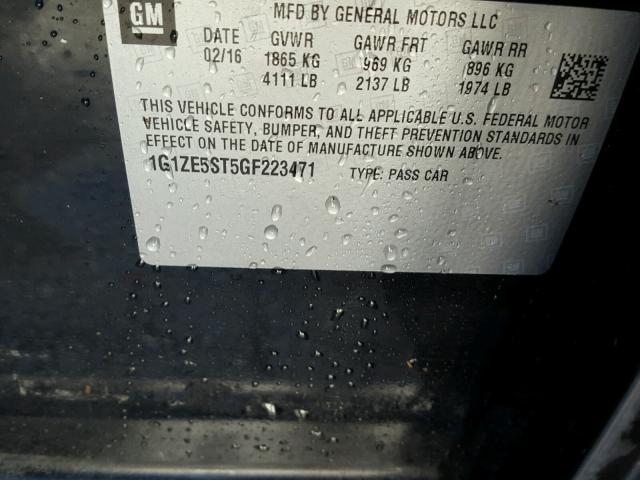 GM
MFD BY GENERAL MOTORS LLC
DATE GVWR GAWR FRT GAWR RR
02/16 1865 KG 969 KG 896 KG
4111 LB 2137 LB 1974 LB
THIS VEHICLE CONFORMS TO ALL APPLICABLE U.S. FEDERAL MOTOR
VEHICLE SAFETY, BUMPER, AND THEFT PREVENTION STANDARDS IN
EFFECT ON THE DATE OF MANUFACTURE SHOWN ABOVE.
1G1ZE5ST5GF223471 TYPE: PASS CAR